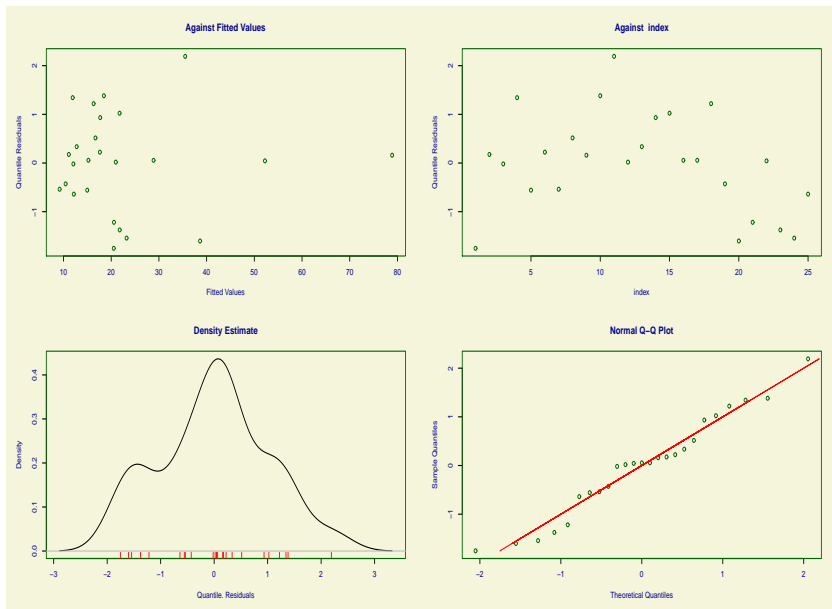 Against Fitted Values
Quantile Residuals
2
1
0
−1
10 20 30 40 50 60 70 80
Fitted Values
Against index
Quantile Residuals
2
1
0
−1
5 10 15 20 25
index
Density Estimate
Density
0.4
0.3
0.2
0.1
0.0
−3 −2 −1 0 1 2 3
Quantile. Residuals
Normal Q−Q Plot
Sample Quantiles
2
1
0
−1
−2 −1 0 1 2
Theoretical Quantiles